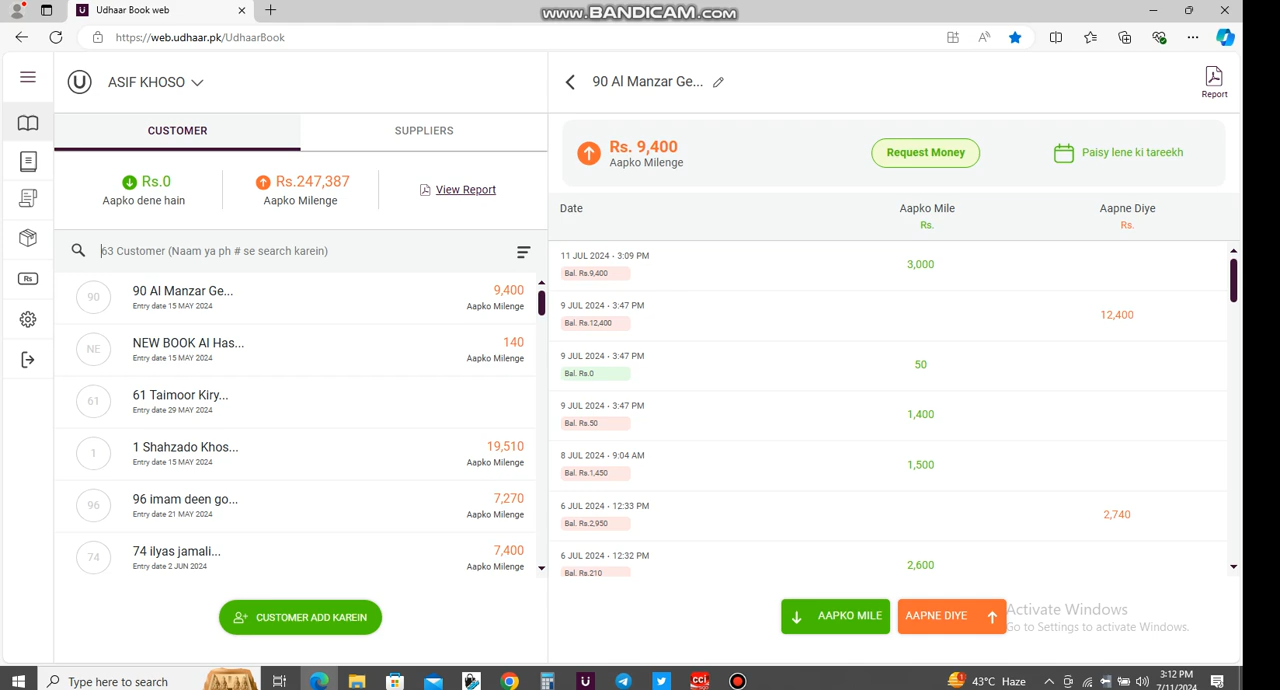 www.BANDICAM.com
Udhaar Book web
https://web.udhaar.pk/UdhaarBook
ASIF KHOSO
90 Al Manzar Ge...
Report
CUSTOMER
SUPPLIERS
Rs.0
Aapko dene hain
Rs.247,387
Aapko Milenge
View Report
Rs. 9,400
Aapko Milenge
Request Money
Paisy lene ki tareekh
63 Customer (Naam ya ph # se search karein)
90
90 Al Manzar Ge...
Entry date 15 MAY 2024
9,400
Aapko Milenge
NE
NEW BOOK Al Has...
Entry date 15 MAY 2024
140
Aapko Milenge
61
61 Taimoor Kiry...
Entry date 29 MAY 2024
1
1 Shahzado Khos...
Entry date 15 MAY 2024
19,510
Aapko Milenge
96
96 imam deen go...
Entry date 21 MAY 2024
7,270
Aapko Milenge
74
74 ilyas jamali...
Entry date 2 JUN 2024
7,400
Aapko Milenge
CUSTOMER ADD KAREIN
Date
Aapko Mile
Rs.
Aapne Diye
Rs.
11 JUL 2024 • 3:09 PM
Bal. Rs.9,400
3,000
9 JUL 2024 • 3:47 PM
Bal. Rs.12,400
12,400
9 JUL 2024 • 3:47 PM
Bal. Rs.0
50
9 JUL 2024 • 3:47 PM
Bal. Rs.50
1,400
8 JUL 2024 • 9:04 AM
Bal. Rs.1,450
1,500
6 JUL 2024 • 12:33 PM
Bal. Rs.2,950
2,740
6 JUL 2024 • 12:32 PM
Bal. Rs.210
2,600
AAPKO MILE
AAPNE DIYE
Activate Windows
Go to Settings to activate Windows.
Rs
Type here to search
CCI
43°C Haze
3:12 PM
7/11/2024